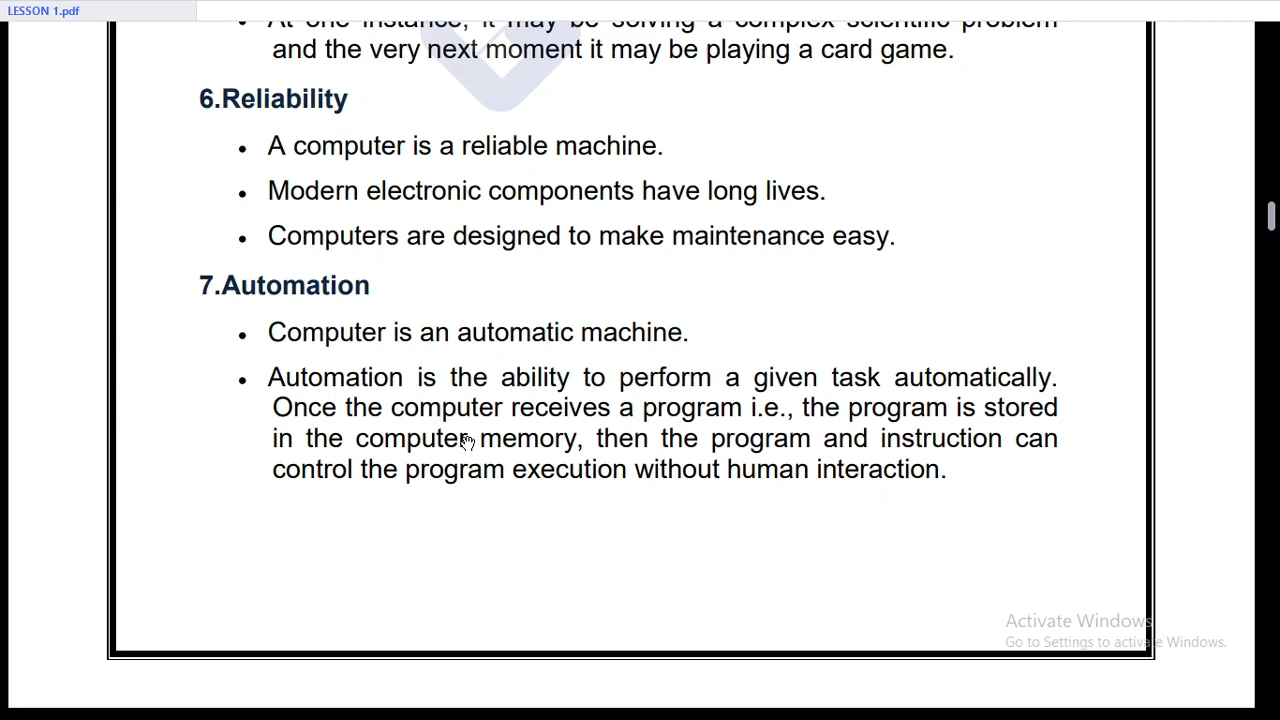 LESSON 1.pdf
• At one instance, it may be solving a complex scientific problem
and the very next moment it may be playing a card game.
6.Reliability
• A computer is a reliable machine.
• Modern electronic components have long lives.
• Computers are designed to make maintenance easy.
7.Automation
• Computer is an automatic machine.
• Automation is the ability to perform a given task automatically.
Once the computer receives a program i.e., the program is stored
in the computer memory, then the program and instruction can
control the program execution without human interaction.
Activate Windows
Go to Settings to activate Windows.